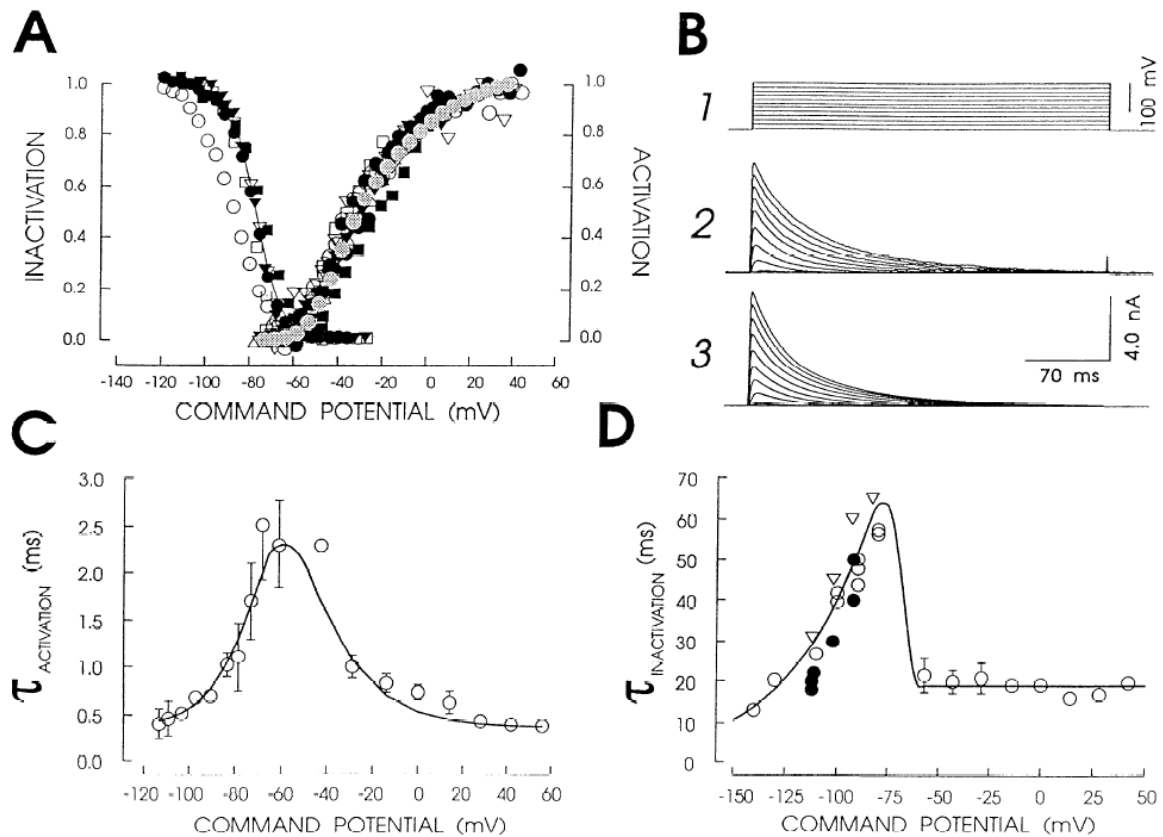 A
1.0
0.8
0.6
0.4
0.2
0.0
INACTIVATION
1.0
0.8
0.6
0.4
0.2
0.0
ACTIVATION
-140 -120 -100 -80 -60 -40 -20 0 20 40 60
COMMAND POTENTIAL (mV)
B
1
100 mV
2
3
4.0 nA
70 ms
C
3.0
2.5
2.0
1.5
1.0
0.5
0.0
τ ACTIVATION (ms)
-120 -100 -80 -60 -40 -20 0 20 40 60
COMMAND POTENTIAL (mV)
D
70
60
50
40
30
20
10
0
τ INACTIVATION (ms)
-150 -125 -100 -75 -50 -25 0 25 50
COMMAND POTENTIAL (mV)